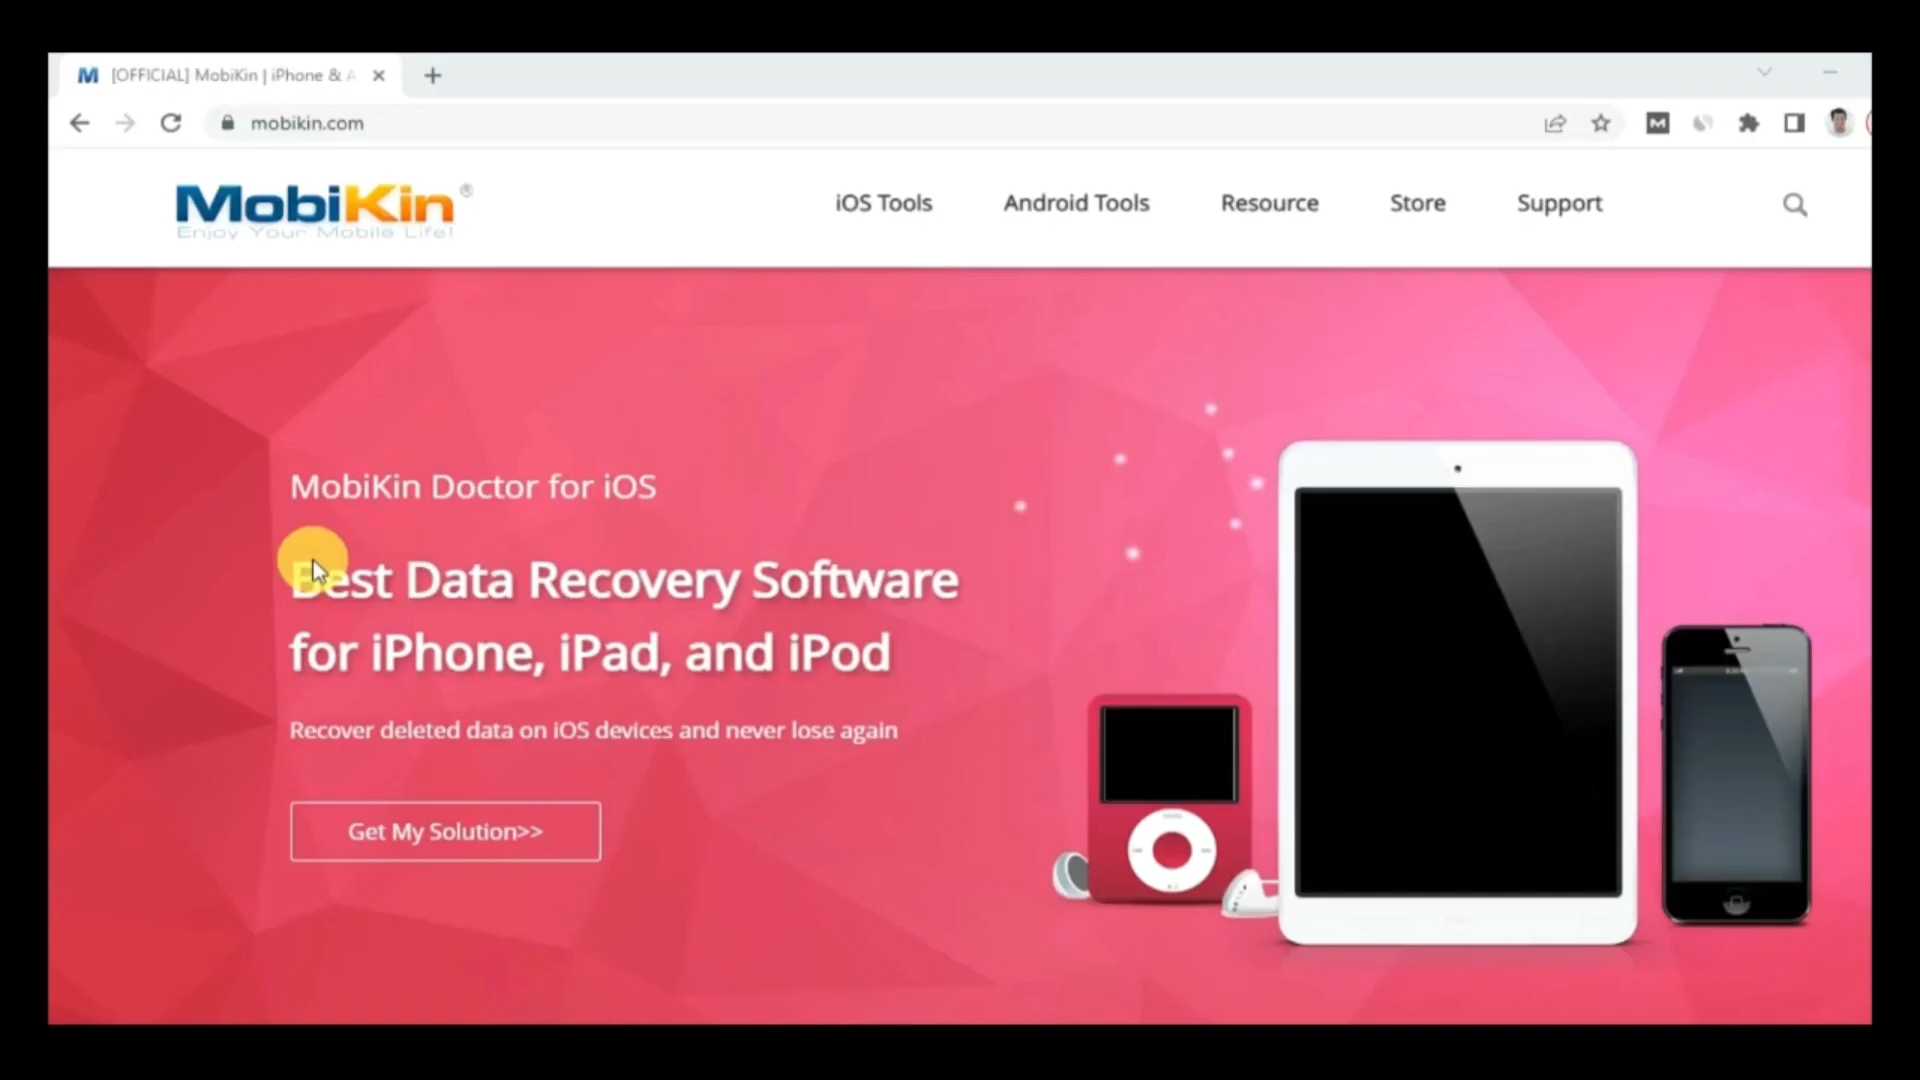 [OFFICIAL] MobiKin | iPhone & A
mobikin.com
MobiKin®
Enjoy Your Mobile Life!
iOS Tools
Android Tools
Resource
Store
Support
MobiKin Doctor for iOS
Best Data Recovery Software
for iPhone, iPad, and iPod
Recover deleted data on iOS devices and never lose again
Get My Solution>>